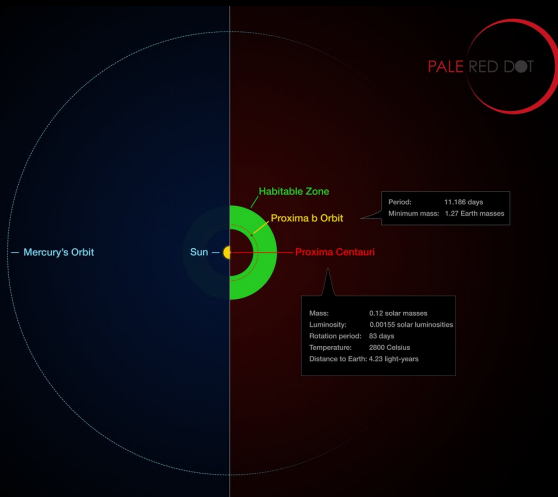 PALE RED DOT
Habitable Zone
Proxima b Orbit
Period: 11.186 days
Minimum mass: 1.27 Earth masses
Mercury's Orbit
Sun
Proxima Centauri
Mass: 0.12 solar masses
Luminosity: 0.00155 solar luminosities
Rotation period: 83 days
Temperature: 2800 Celsius
Distance to Earth: 4.23 light-years